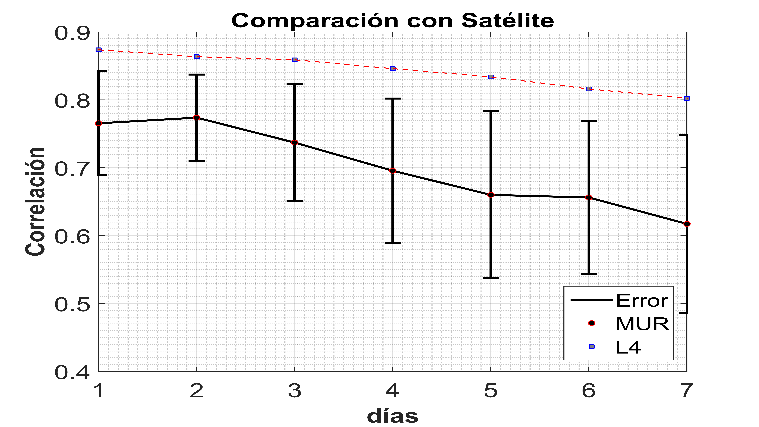 Comparación con Satélite
0.9
0.8
0.7
0.6
0.5
0.4
Correlación
1 2 3 4 5 6 7
días
Error
MUR
L4